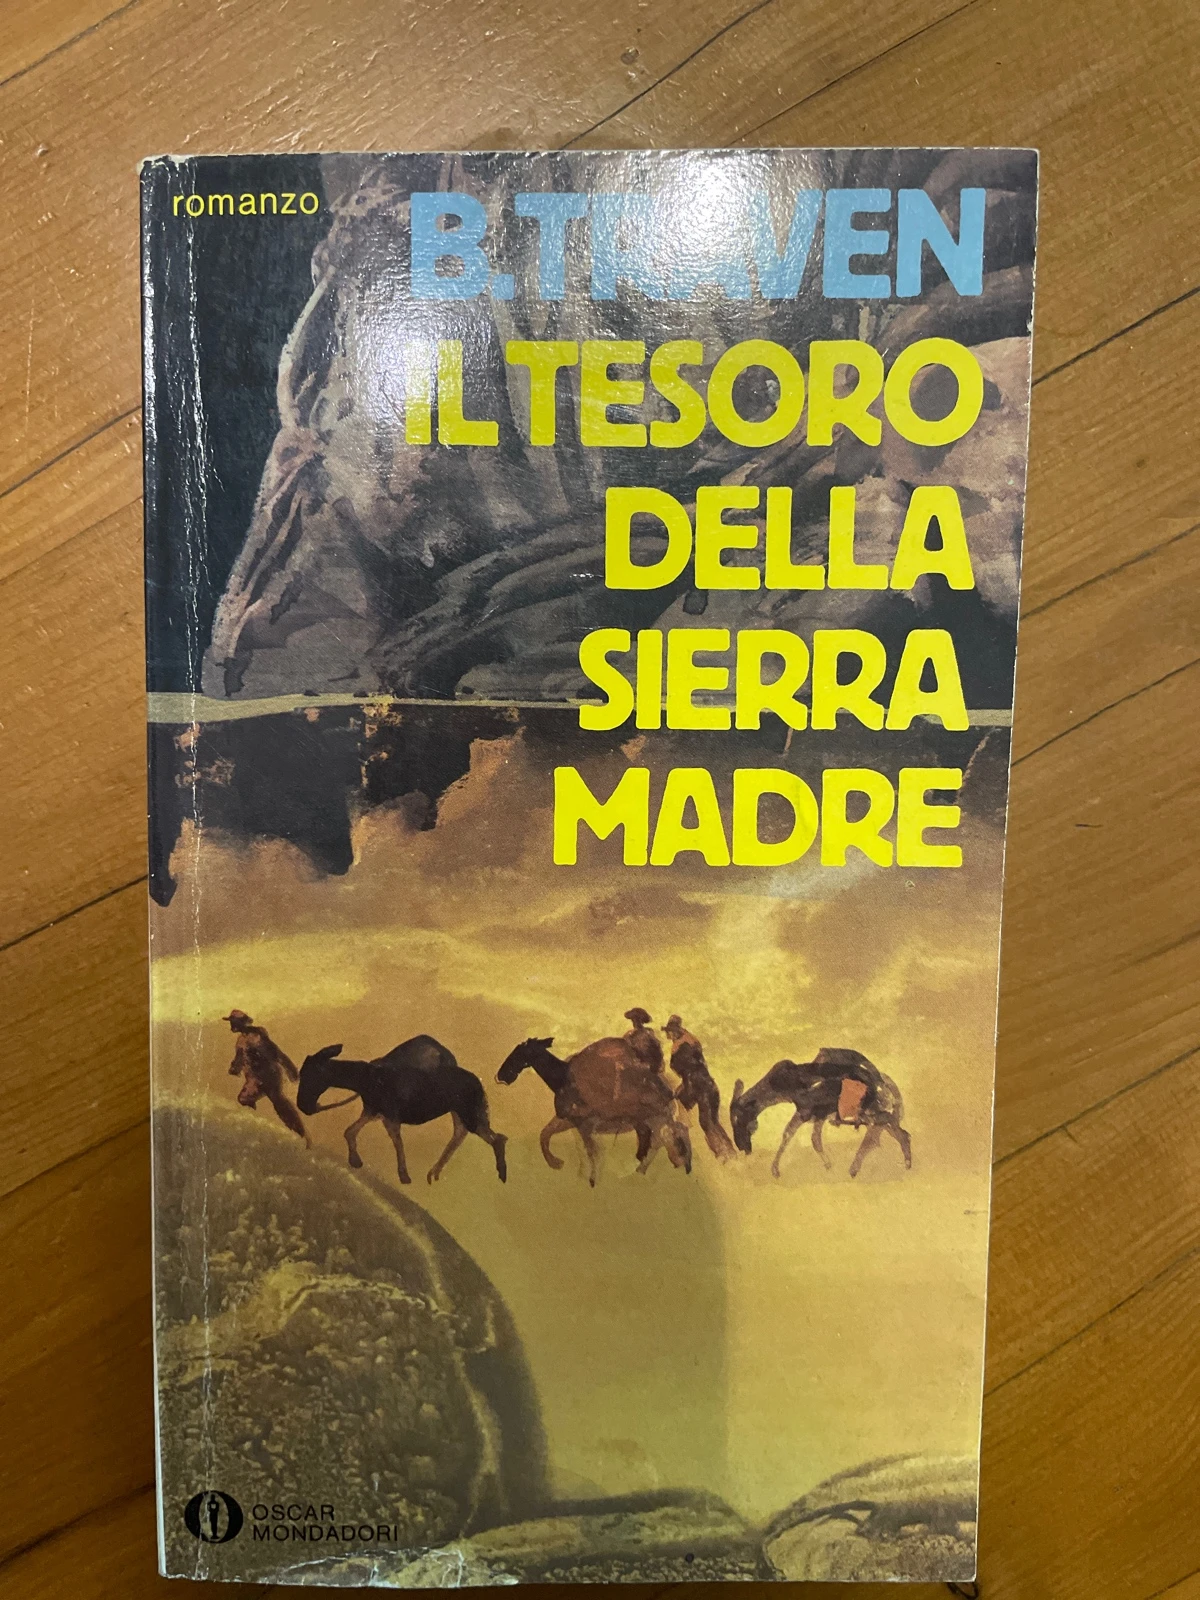 romanzo
B.TRAVEN
IL TESORO
DELLA
SIERRA
MADRE
OSCAR
MONDADORI